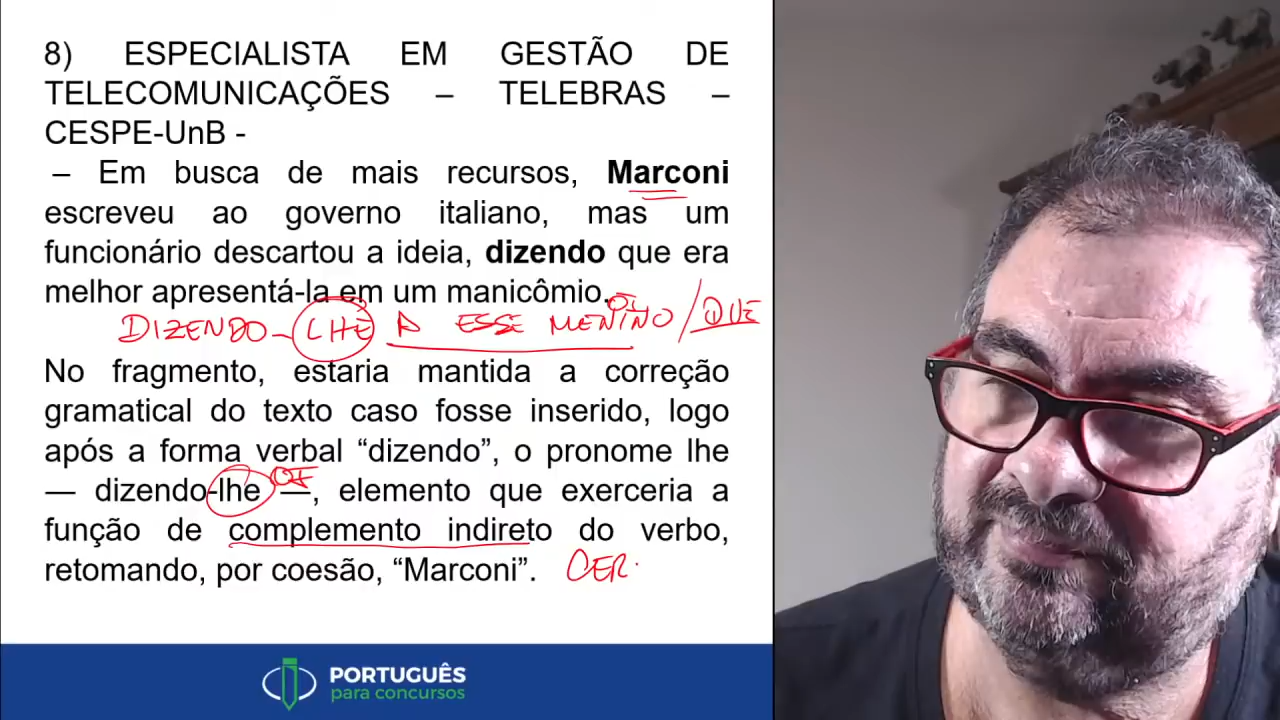 8) ESPECIALISTA EM GESTÃO DE
TELECOMUNICAÇÕES – TELEBRAS –
CESPE-UnB -
– Em busca de mais recursos, Marconi
escreveu ao governo italiano, mas um
funcionário descartou a ideia, dizendo que era
melhor apresentá-la em um manicômio.
OI
DIZENDO-LHE A ESSE MENINO / QUE
No fragmento, estaria mantida a correção
gramatical do texto caso fosse inserido, logo
após a forma verbal “dizendo”, o pronome lhe
— dizendo-lhe —, elemento que exerceria a
OI
função de complemento indireto do verbo,
retomando, por coesão, “Marconi”. CER
PORTUGUÊS
para concursos